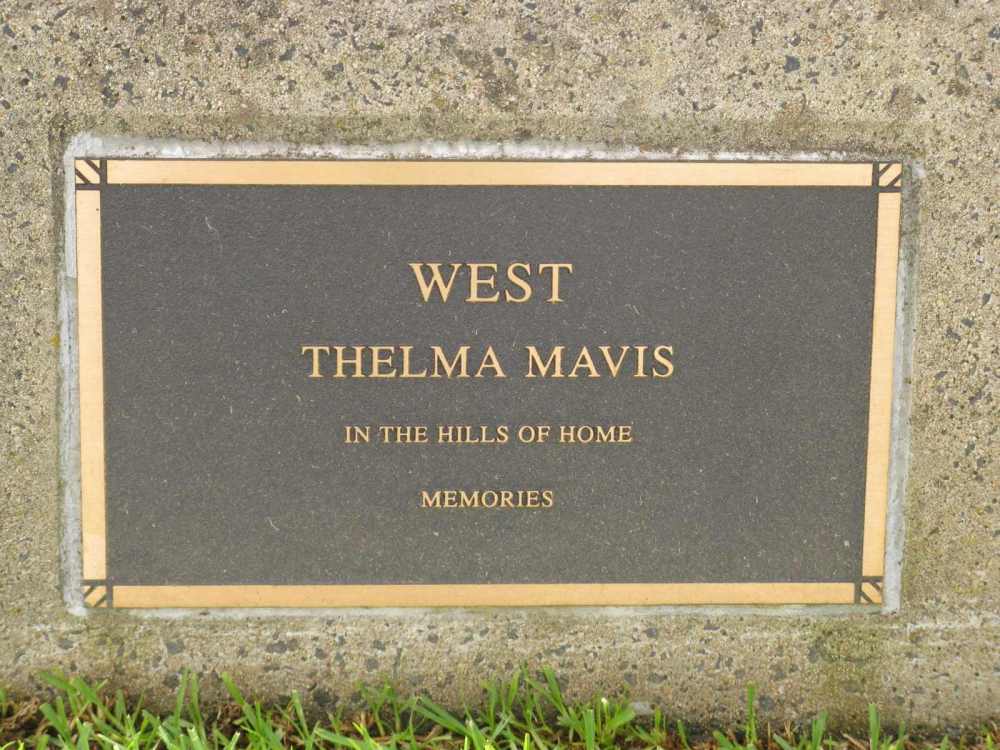 WEST
THELMA MAVIS
IN THE HILLS OF HOME
MEMORIES